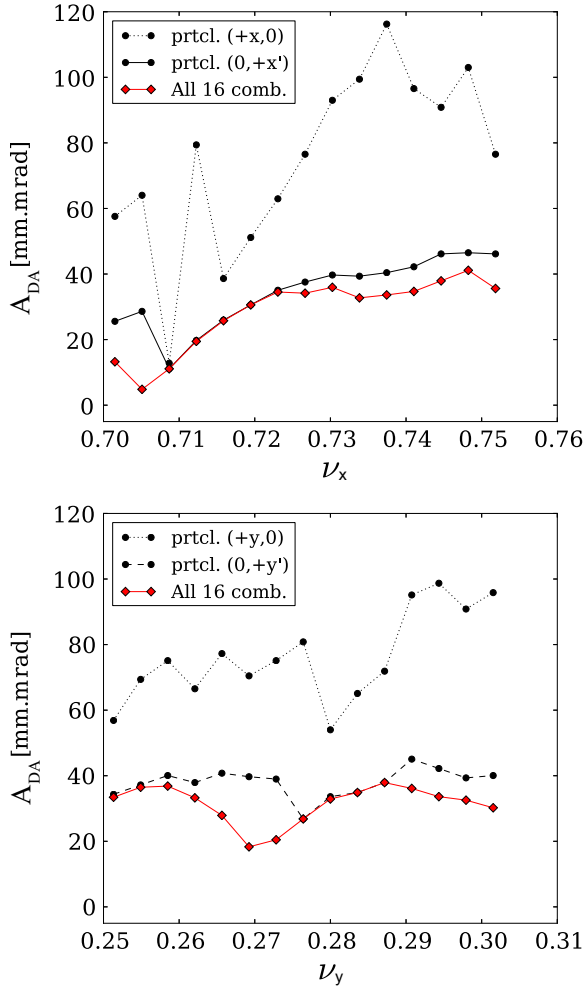 120
100
80
60
40
20
0
A_DA [mm.mrad]
prtcl. (+x,0)
prtcl. (0,+x')
All 16 comb.
0.70 0.71 0.72 0.73 0.74 0.75 0.76
ν_x
120
100
80
60
40
20
0
A_DA [mm.mrad]
prtcl. (+y,0)
prtcl. (0,+y')
All 16 comb.
0.25 0.26 0.27 0.28 0.29 0.30 0.31
ν_y